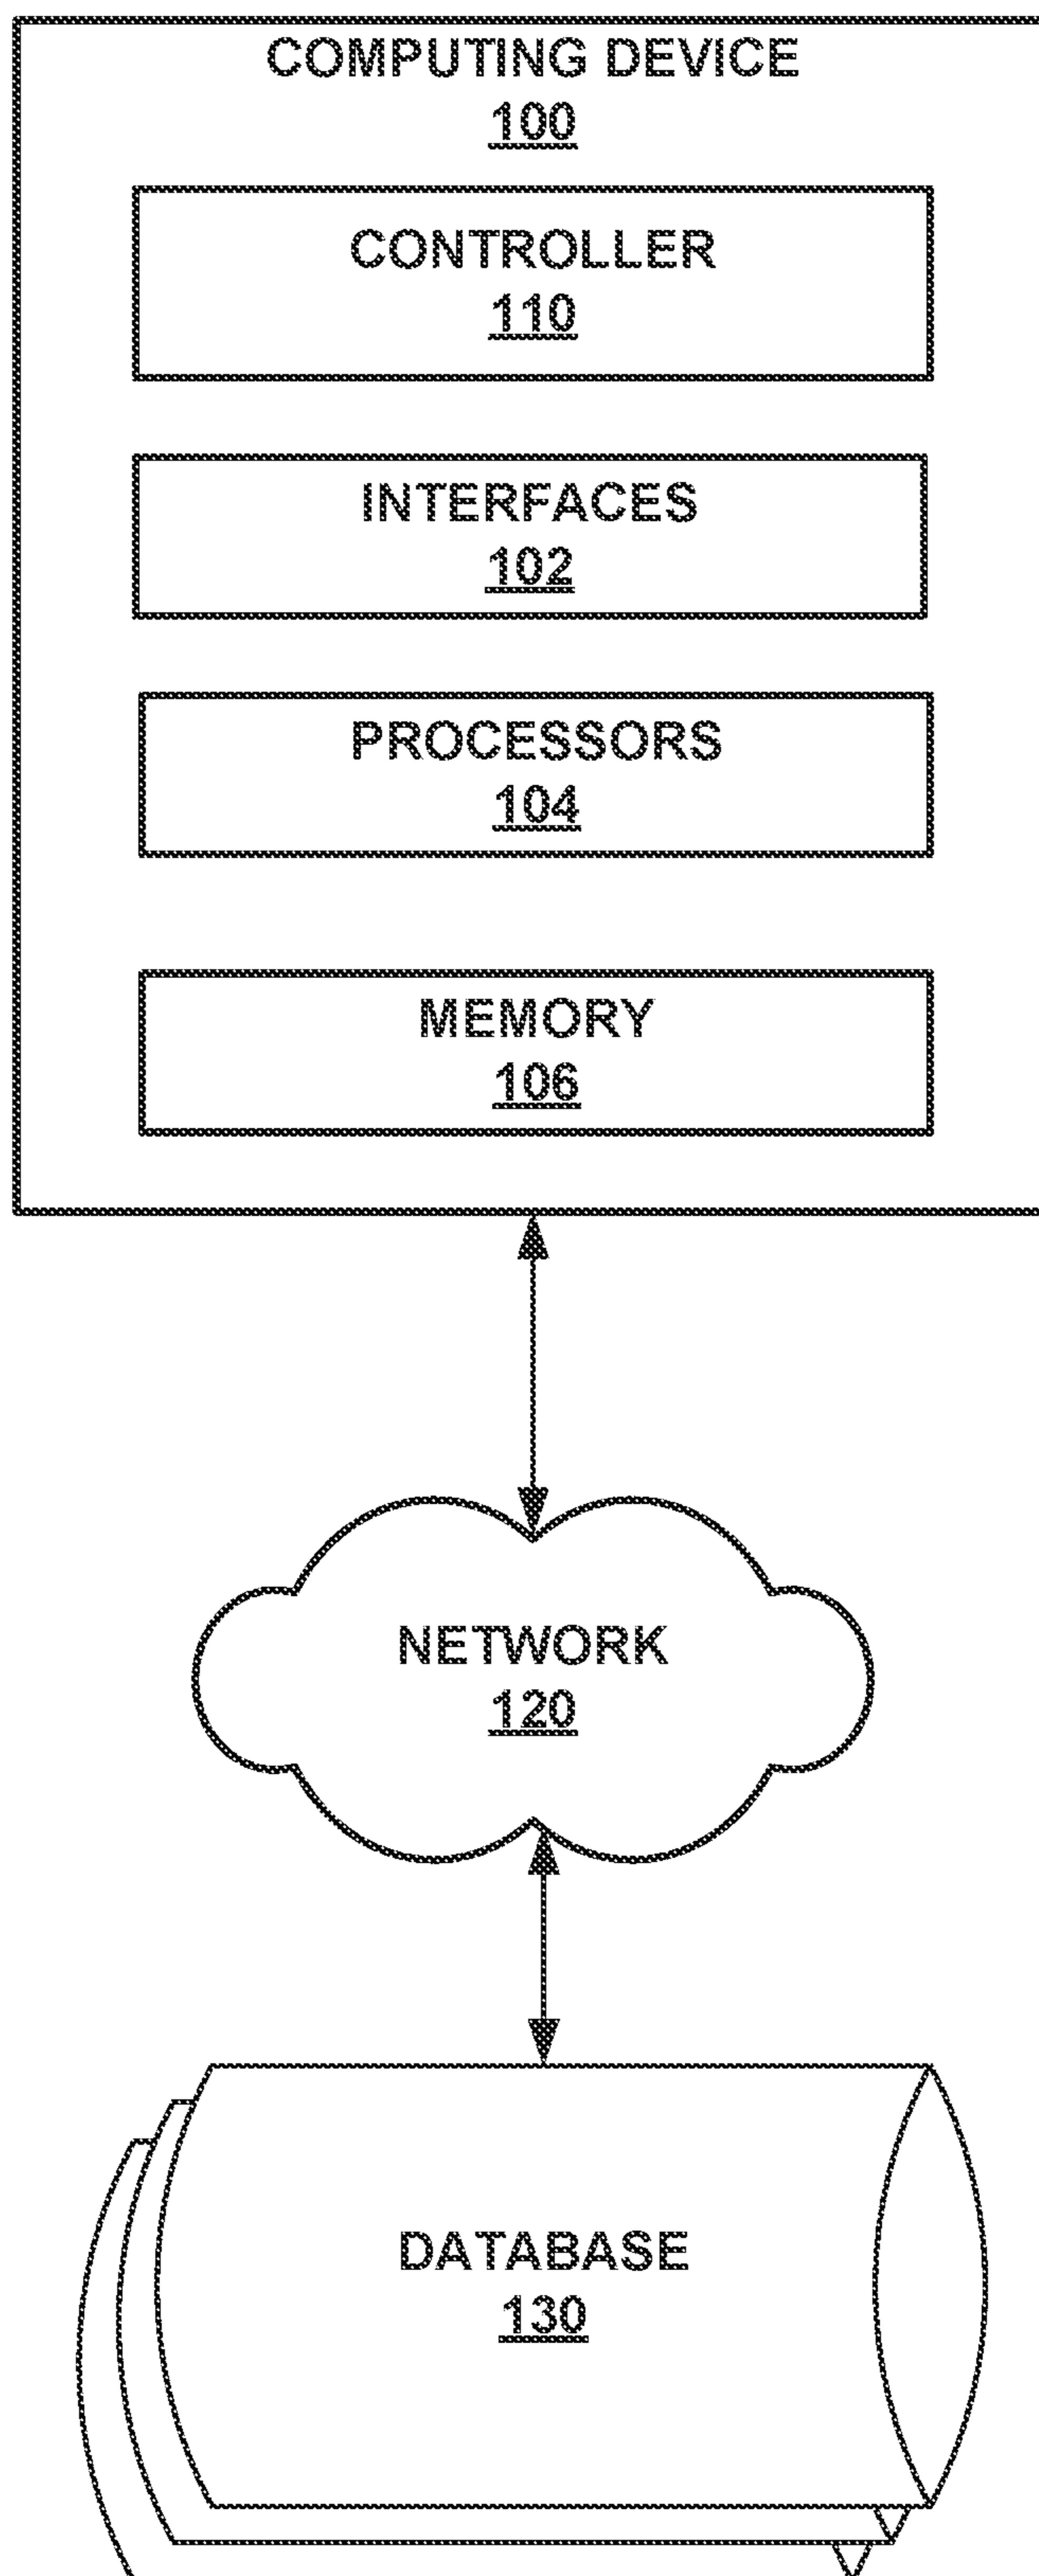 COMPUTING DEVICE
100
CONTROLLER
110
INTERFACES
102
PROCESSORS
104
MEMORY
106
NETWORK
120
DATABASE
130